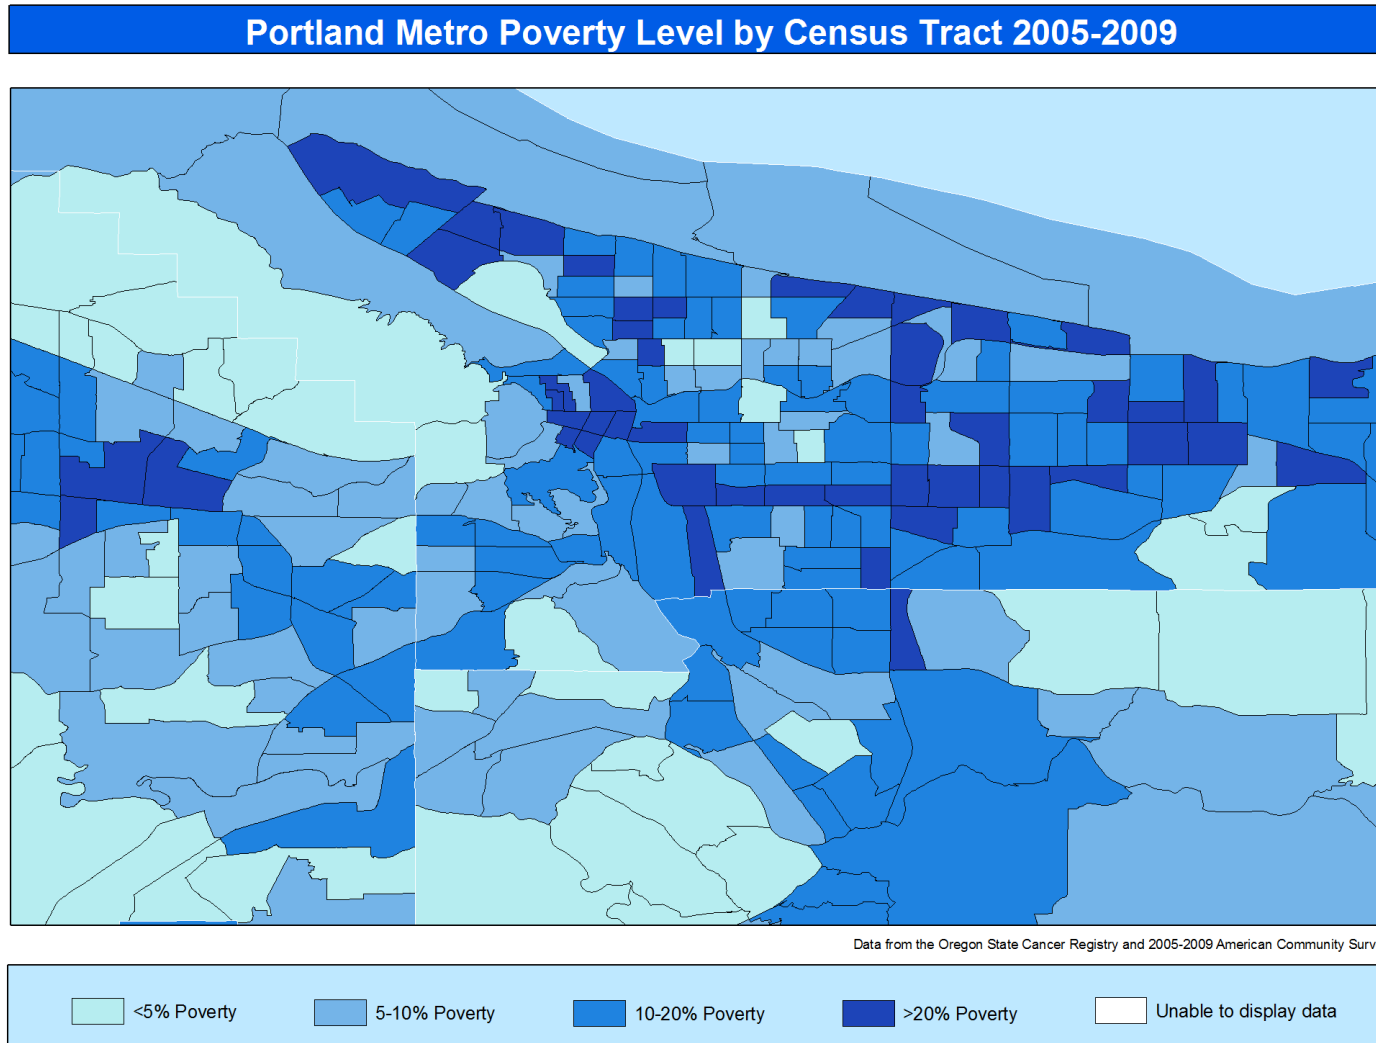 Portland Metro Poverty Level by Census Tract 2005-2009
Data from the Oregon State Cancer Registry and 2005-2009 American Community Surv
<5% Poverty
5-10% Poverty
10-20% Poverty
>20% Poverty
Unable to display data